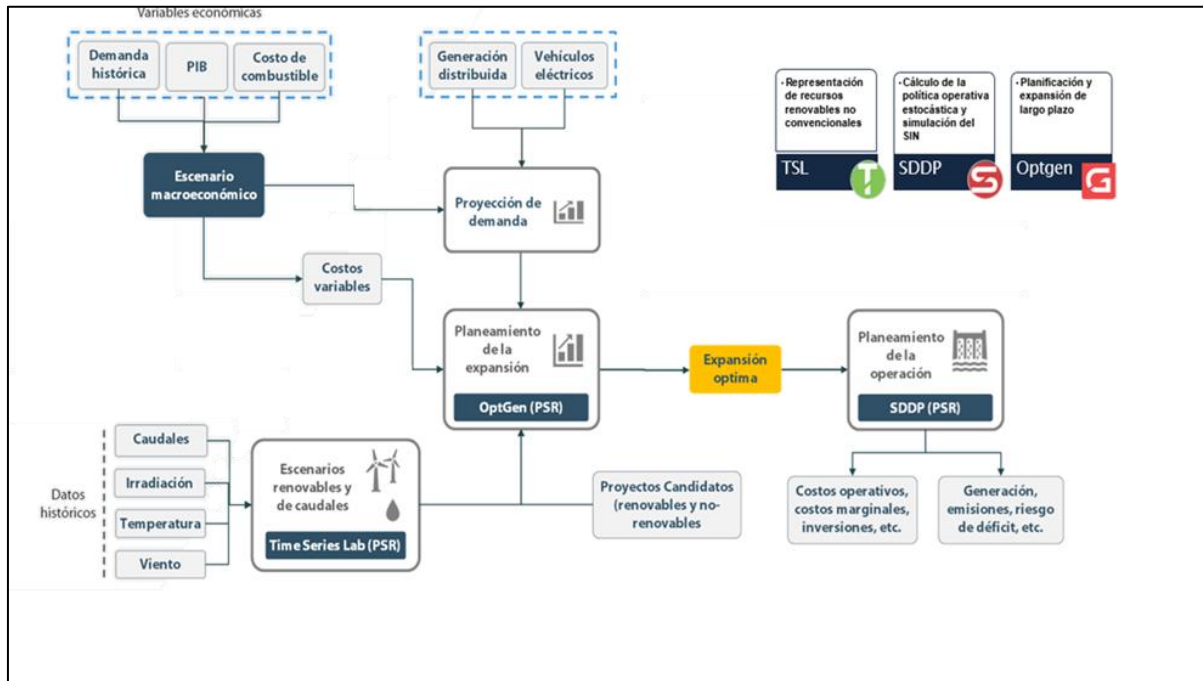 Variables económicas
Demanda
histórica
PIB
Costo de
combustible
Generación
distribuida
Vehículos
eléctricos
Escenario
macroeconómico
Proyección de
demanda
Costos
variables
Planeamiento
de la
expansión
OptGen (PSR)
Expansión
optima
Planeamiento
de la
operación
SDDP (PSR)
Datos
históricos
Caudales
Irradiación
Temperatura
Viento
Escenarios
renovables y
de caudales
Time Series Lab (PSR)
Proyectos Candidatos
(renovables y no-
renovables
Costos operativos,
costos marginales,
inversiones, etc.
Generación,
emisiones, riesgo
de déficit, etc.
· Representación
de recursos
renovables no
convencionales
TSL
T
· Cálculo de la
política operativa
estocástica y
simulación del
SIN
SDDP
S
· Planificación y
expansión de
largo plazo
Optgen
G